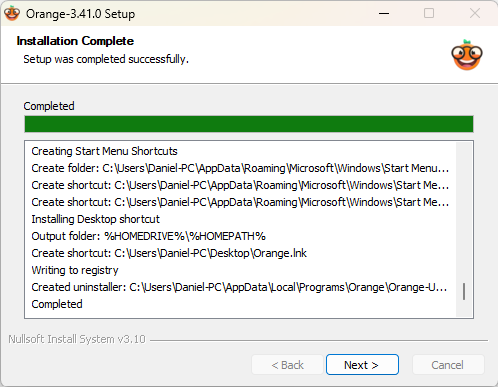 Orange-3.41.0 Setup
Installation Complete
Setup was completed successfully.
Completed
Creating Start Menu Shortcuts
Create folder: C:\Users\Daniel-PC\AppData\Roaming\Microsoft\Windows\Start Menu...
Create shortcut: C:\Users\Daniel-PC\AppData\Roaming\Microsoft\Windows\Start Me...
Create shortcut: C:\Users\Daniel-PC\AppData\Roaming\Microsoft\Windows\Start Me...
Installing Desktop shortcut
Output folder: %HOMEDRIVE%\%HOMEPATH%
Create shortcut: C:\Users\Daniel-PC\Desktop\Orange.lnk
Writing to registry
Created uninstaller: C:\Users\Daniel-PC\AppData\Local\Programs\Orange\Orange-U...
Completed
Nullsoft Install System v3.10
< Back
Next >
Cancel